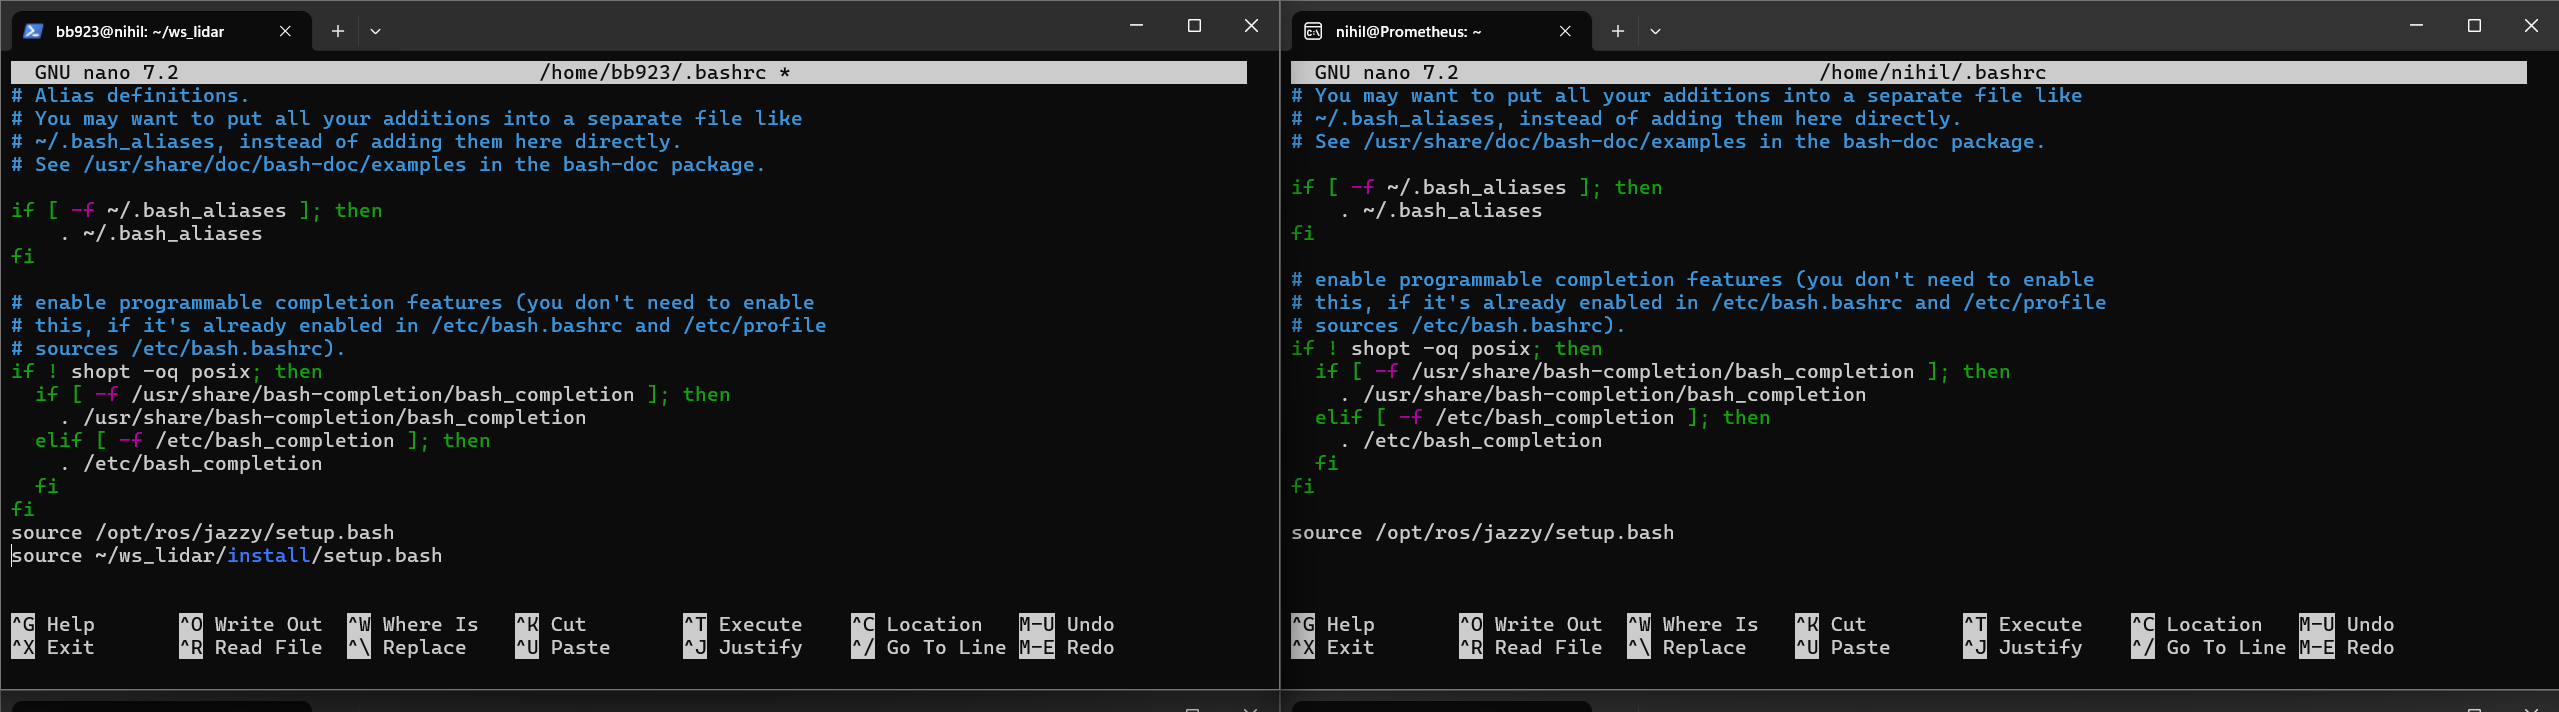 bb923@nihil: ~/ws_lidar
GNU nano 7.2 /home/bb923/.bashrc *
# Alias definitions.
# You may want to put all your additions into a separate file like
# ~/.bash_aliases, instead of adding them here directly.
# See /usr/share/doc/bash-doc/examples in the bash-doc package.
if [ -f ~/.bash_aliases ]; then
. ~/.bash_aliases
fi
# enable programmable completion features (you don't need to enable
# this, if it's already enabled in /etc/bash.bashrc and /etc/profile
# sources /etc/bash.bashrc).
if ! shopt -oq posix; then
if [ -f /usr/share/bash-completion/bash_completion ]; then
. /usr/share/bash-completion/bash_completion
elif [ -f /etc/bash_completion ]; then
. /etc/bash_completion
fi
fi
source /opt/ros/jazzy/setup.bash
source ~/ws_lidar/install/setup.bash
^G Help ^O Write Out ^W Where Is ^K Cut ^T Execute ^C Location M-U Undo
^X Exit ^R Read File ^\ Replace ^U Paste ^J Justify ^/ Go To Line M-E Redo
nihil@Prometheus: ~
GNU nano 7.2 /home/nihil/.bashrc
# You may want to put all your additions into a separate file like
# ~/.bash_aliases, instead of adding them here directly.
# See /usr/share/doc/bash-doc/examples in the bash-doc package.
if [ -f ~/.bash_aliases ]; then
. ~/.bash_aliases
fi
# enable programmable completion features (you don't need to enable
# this, if it's already enabled in /etc/bash.bashrc and /etc/profile
# sources /etc/bash.bashrc).
if ! shopt -oq posix; then
if [ -f /usr/share/bash-completion/bash_completion ]; then
. /usr/share/bash-completion/bash_completion
elif [ -f /etc/bash_completion ]; then
. /etc/bash_completion
fi
fi
source /opt/ros/jazzy/setup.bash
^G Help ^O Write Out ^W Where Is ^K Cut ^T Execute ^C Location M-U Undo
^X Exit ^R Read File ^\ Replace ^U Paste ^J Justify ^/ Go To Line M-E Redo